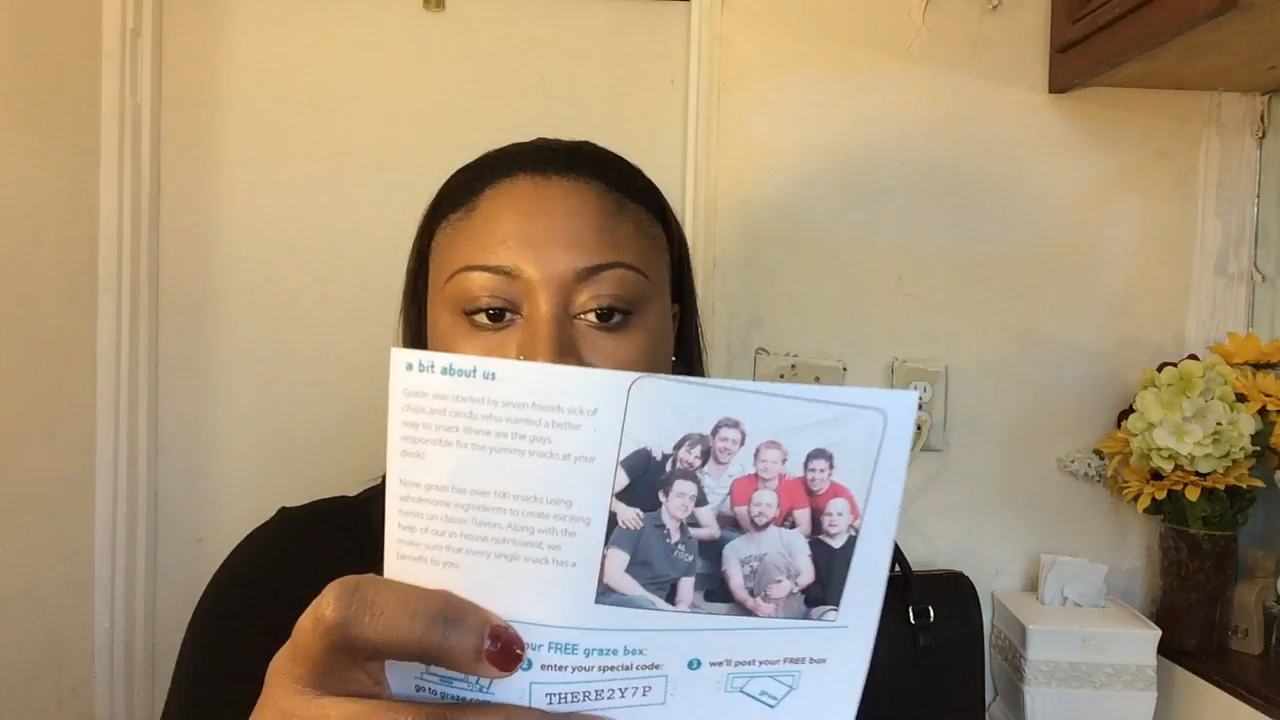 a bit about us...
Graze was started by seven friends sick of
chips and candy, who wanted a better
way to snack (these are the guys
responsible for the yummy snacks at your
desk).
Now graze has over 100 snacks using
wholesome ingredients to create exciting
twists on classic flavors. Along with the
help of our in-house nutritionist, we
make sure that every single snack has a
benefit to you.
our FREE graze box:
go to graze.com
2 enter your special code:
THERE2Y7P
3 we'll post your FREE box